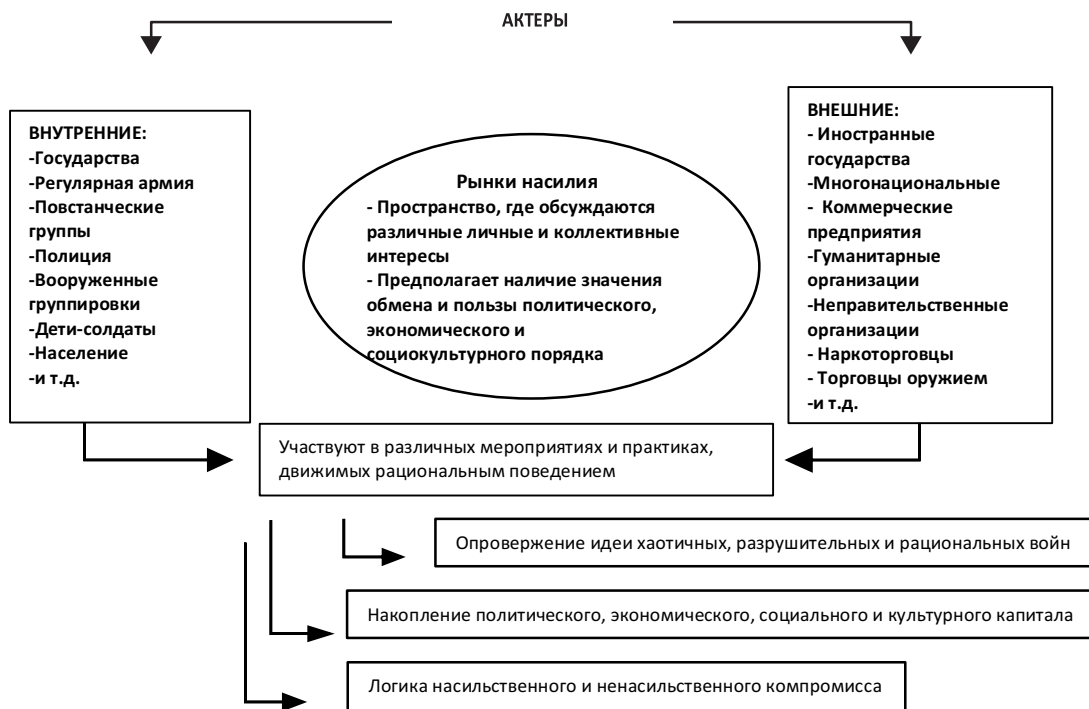 АКТЕРЫ
ВНУТРЕННИЕ:
-Государства
-Регулярная армия
-Повстанческие
группы
-Полиция
-Вооруженные
группировки
-Дети-солдаты
-Население
-и т.д.
Рынки насилия
- Пространство, где обсуждаются
различные личные и коллективные
интересы
- Предполагает наличие значения
обмена и пользы политического,
экономического и
социокультурного порядка
ВНЕШНИЕ:
- Иностранные
государства
-Многонациональные
- Коммерческие
предприятия
-Гуманитарные
организации
-Неправительственные
организации
- Наркоторговцы
- Торговцы оружием
-и т.д.
Участвуют в различных мероприятиях и практиках,
движимых рациональным поведением
Опровержение идеи хаотичных, разрушительных и рациональных войн
Накопление политического, экономического, социального и культурного капитала
Логика насильственного и ненасильственного компромисса